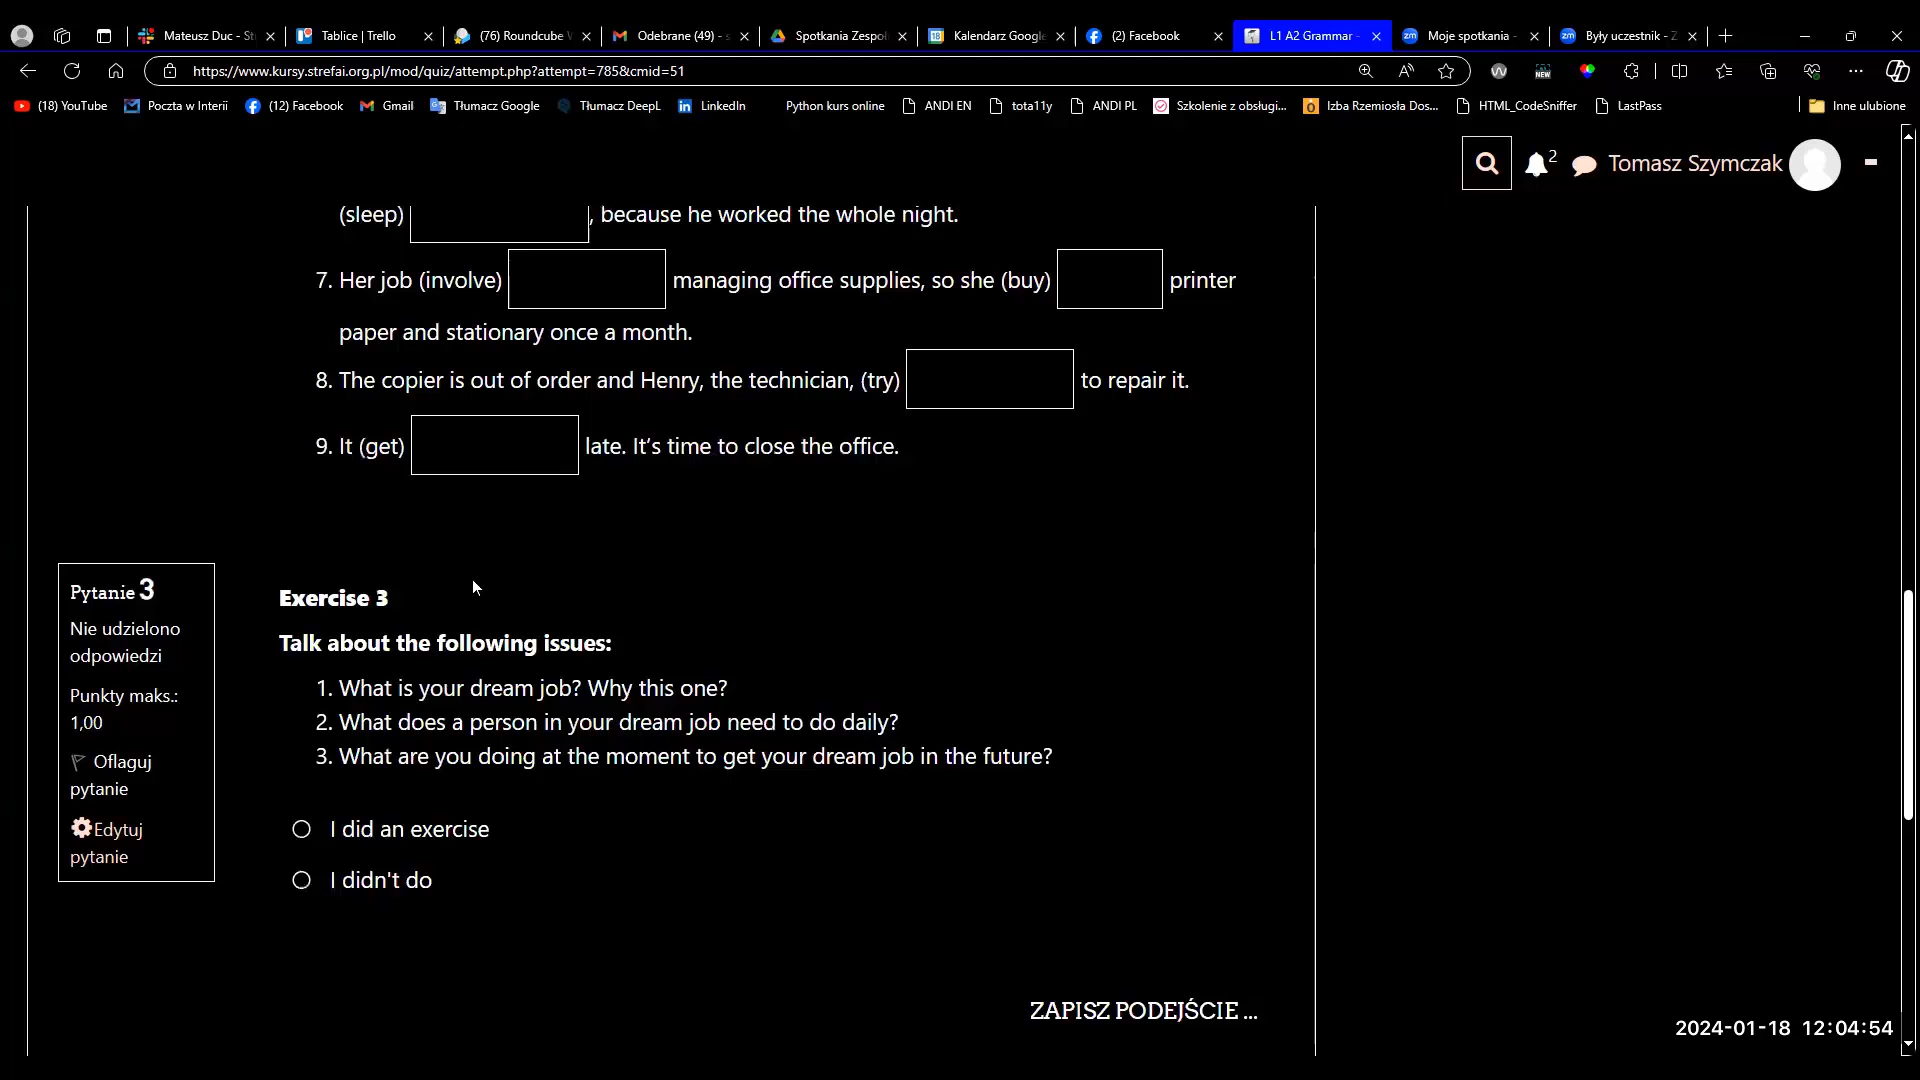 Mateusz Duc - St
Tablice | Trello
(76) Roundcube W
Odebrane (49) - s
Spotkania Zespol
Kalendarz Google
(2) Facebook
L1 A2 Grammar -
Moje spotkania -
Były uczestnik - Z
https://www.kursy.strefai.org.pl/mod/quiz/attempt.php?attempt=785&cmid=51
(18) YouTube
Poczta w Interii
(12) Facebook
Gmail
Tłumacz Google
Tłumacz DeepL
LinkedIn
Python kurs online
ANDI EN
tota11y
ANDI PL
Szkolenie z obsługi...
Izba Rzemiosła Dos...
HTML_CodeSniffer
LastPass
Inne ulubione
2
Tomasz Szymczak
(sleep) , because he worked the whole night.
7. Her job (involve) managing office supplies, so she (buy) printer
paper and stationary once a month.
8. The copier is out of order and Henry, the technician, (try) to repair it.
9. It (get) late. It’s time to close the office.
Pytanie 3
Nie udzielono
odpowiedzi
Punkty maks.:
1,00
Oflaguj
pytanie
Edytuj
pytanie
Exercise 3
Talk about the following issues:
1. What is your dream job? Why this one?
2. What does a person in your dream job need to do daily?
3. What are you doing at the moment to get your dream job in the future?
I did an exercise
I didn't do
ZAPISZ PODEJŚCIE ...
2024-01-18 12:04:54